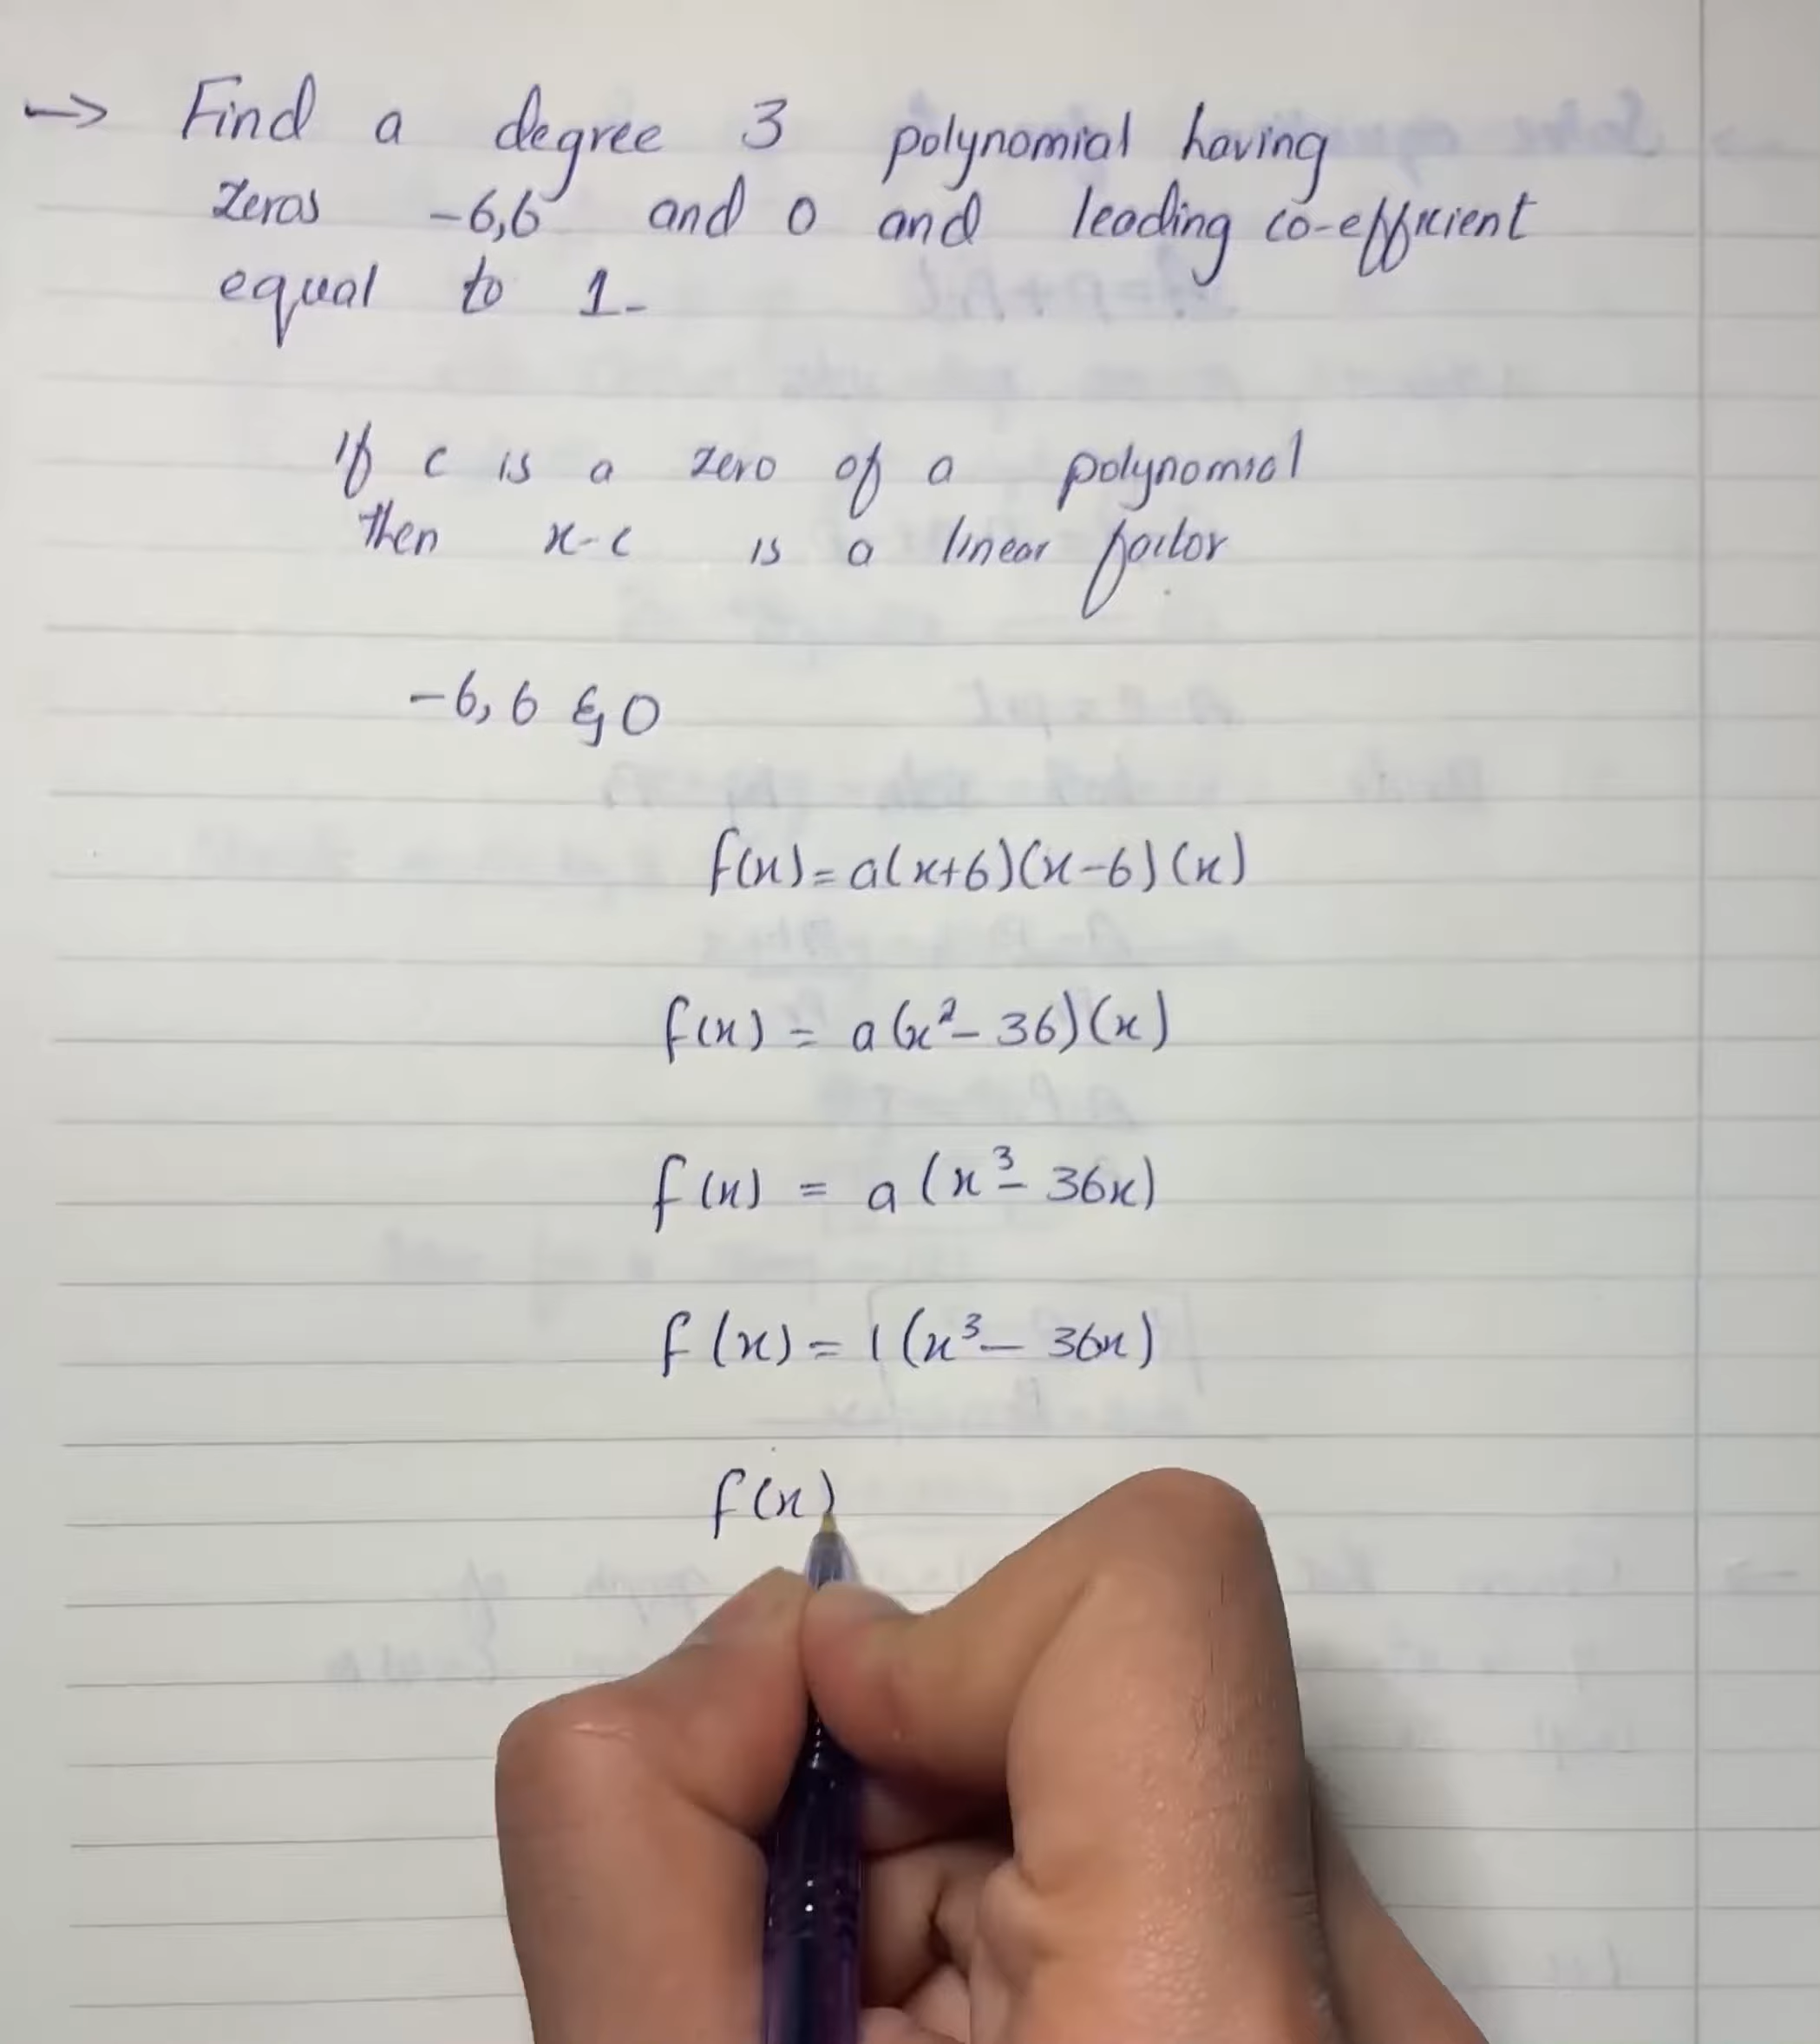 → Find a degree 3 polynomial having
zeros -6,6 and 0 and leading co-efficient
equal to 1.
If c is a zero of a polynomial
then x-c is a linear factor
-6, 6 & 0
f(x) = a(x+6)(x-6)(x)
f(x) = a(x²-36)(x)
f(x) = a(x³-36x)
f(x) = 1(x³-36x)
f(x)